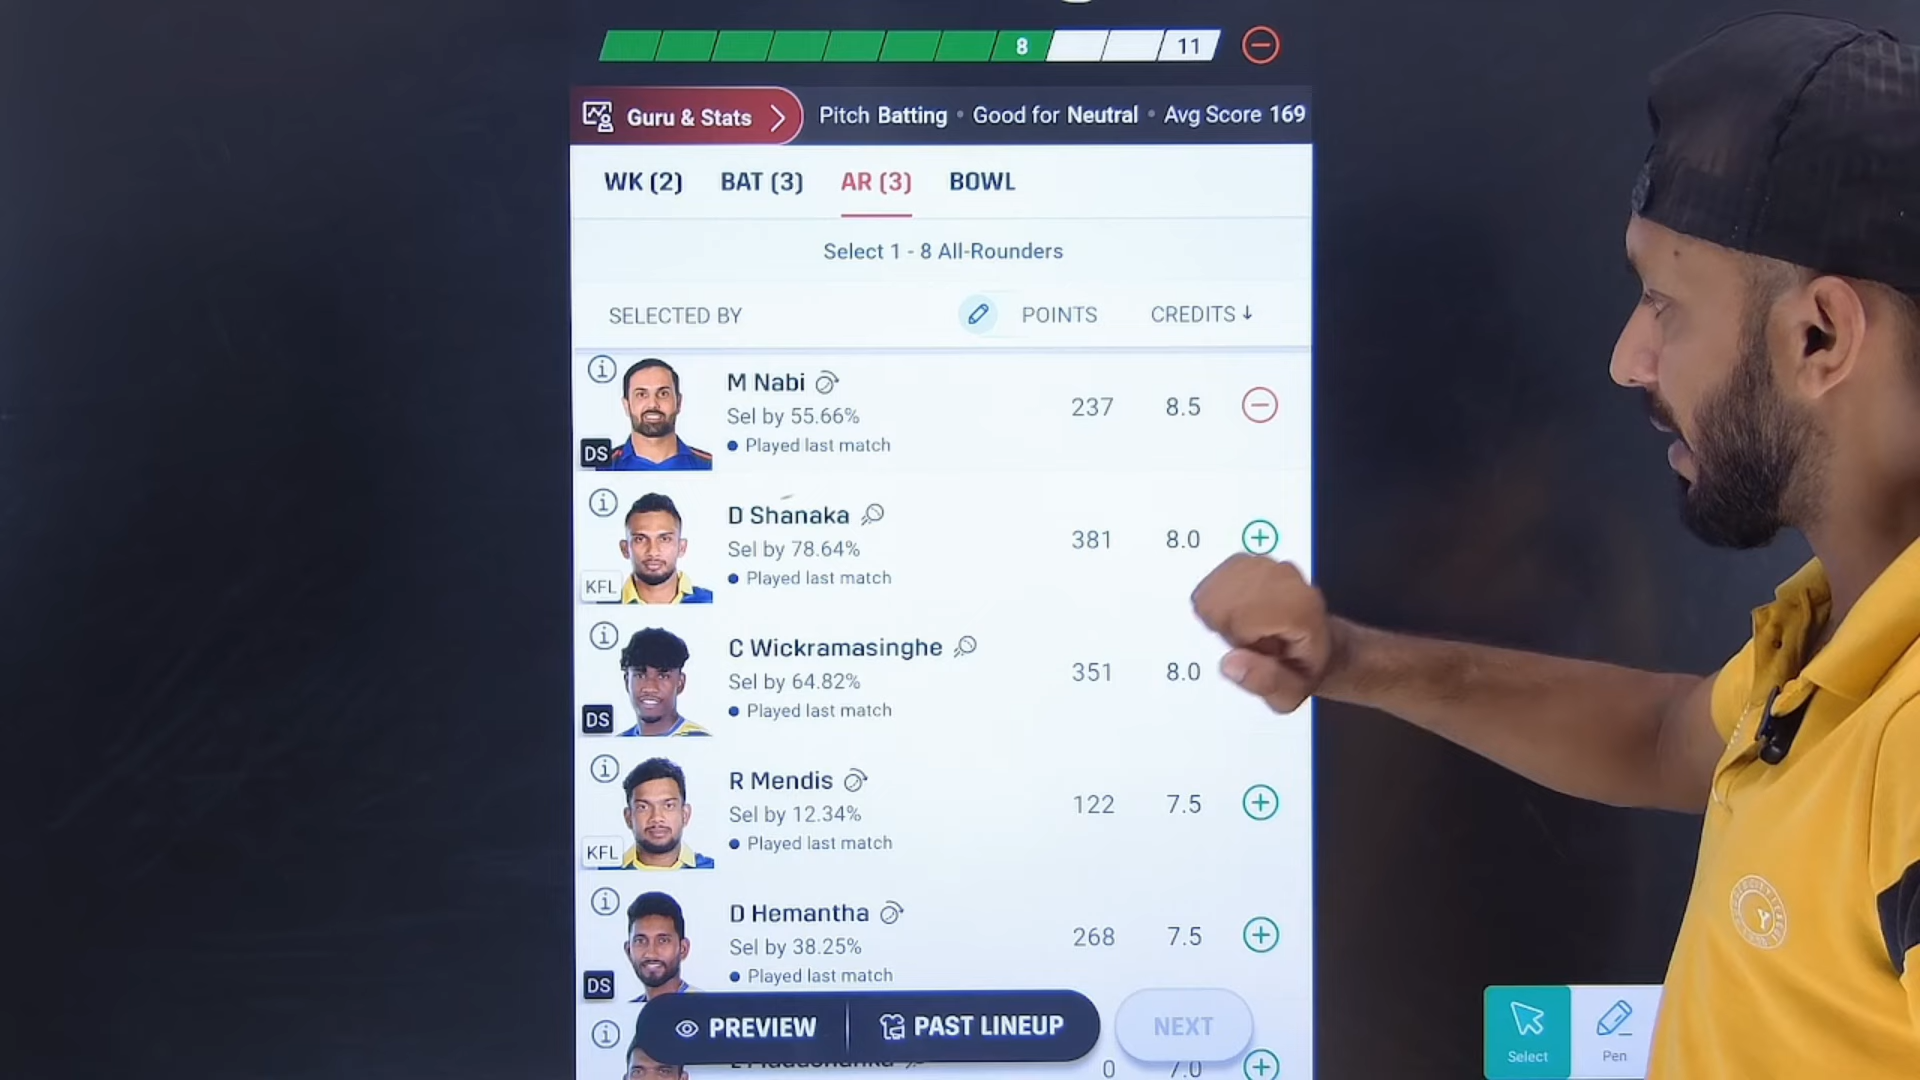 8 11
Guru & Stats Pitch Batting • Good for Neutral • Avg Score 169
WK (2) BAT (3) AR (3) BOWL
Select 1 - 8 All-Rounders
SELECTED BY POINTS CREDITS ↓
M Nabi
Sel by 55.66% 237 8.5
DS • Played last match
D Shanaka
Sel by 78.64% 381 8.0
KFL • Played last match
C Wickramasinghe
Sel by 64.82% 351 8.0
DS • Played last match
R Mendis
Sel by 12.34% 122 7.5
KFL • Played last match
D Hemantha
Sel by 38.25% 268 7.5
DS • Played last match
PREVIEW PAST LINEUP NEXT
0 7.0
Select Pen